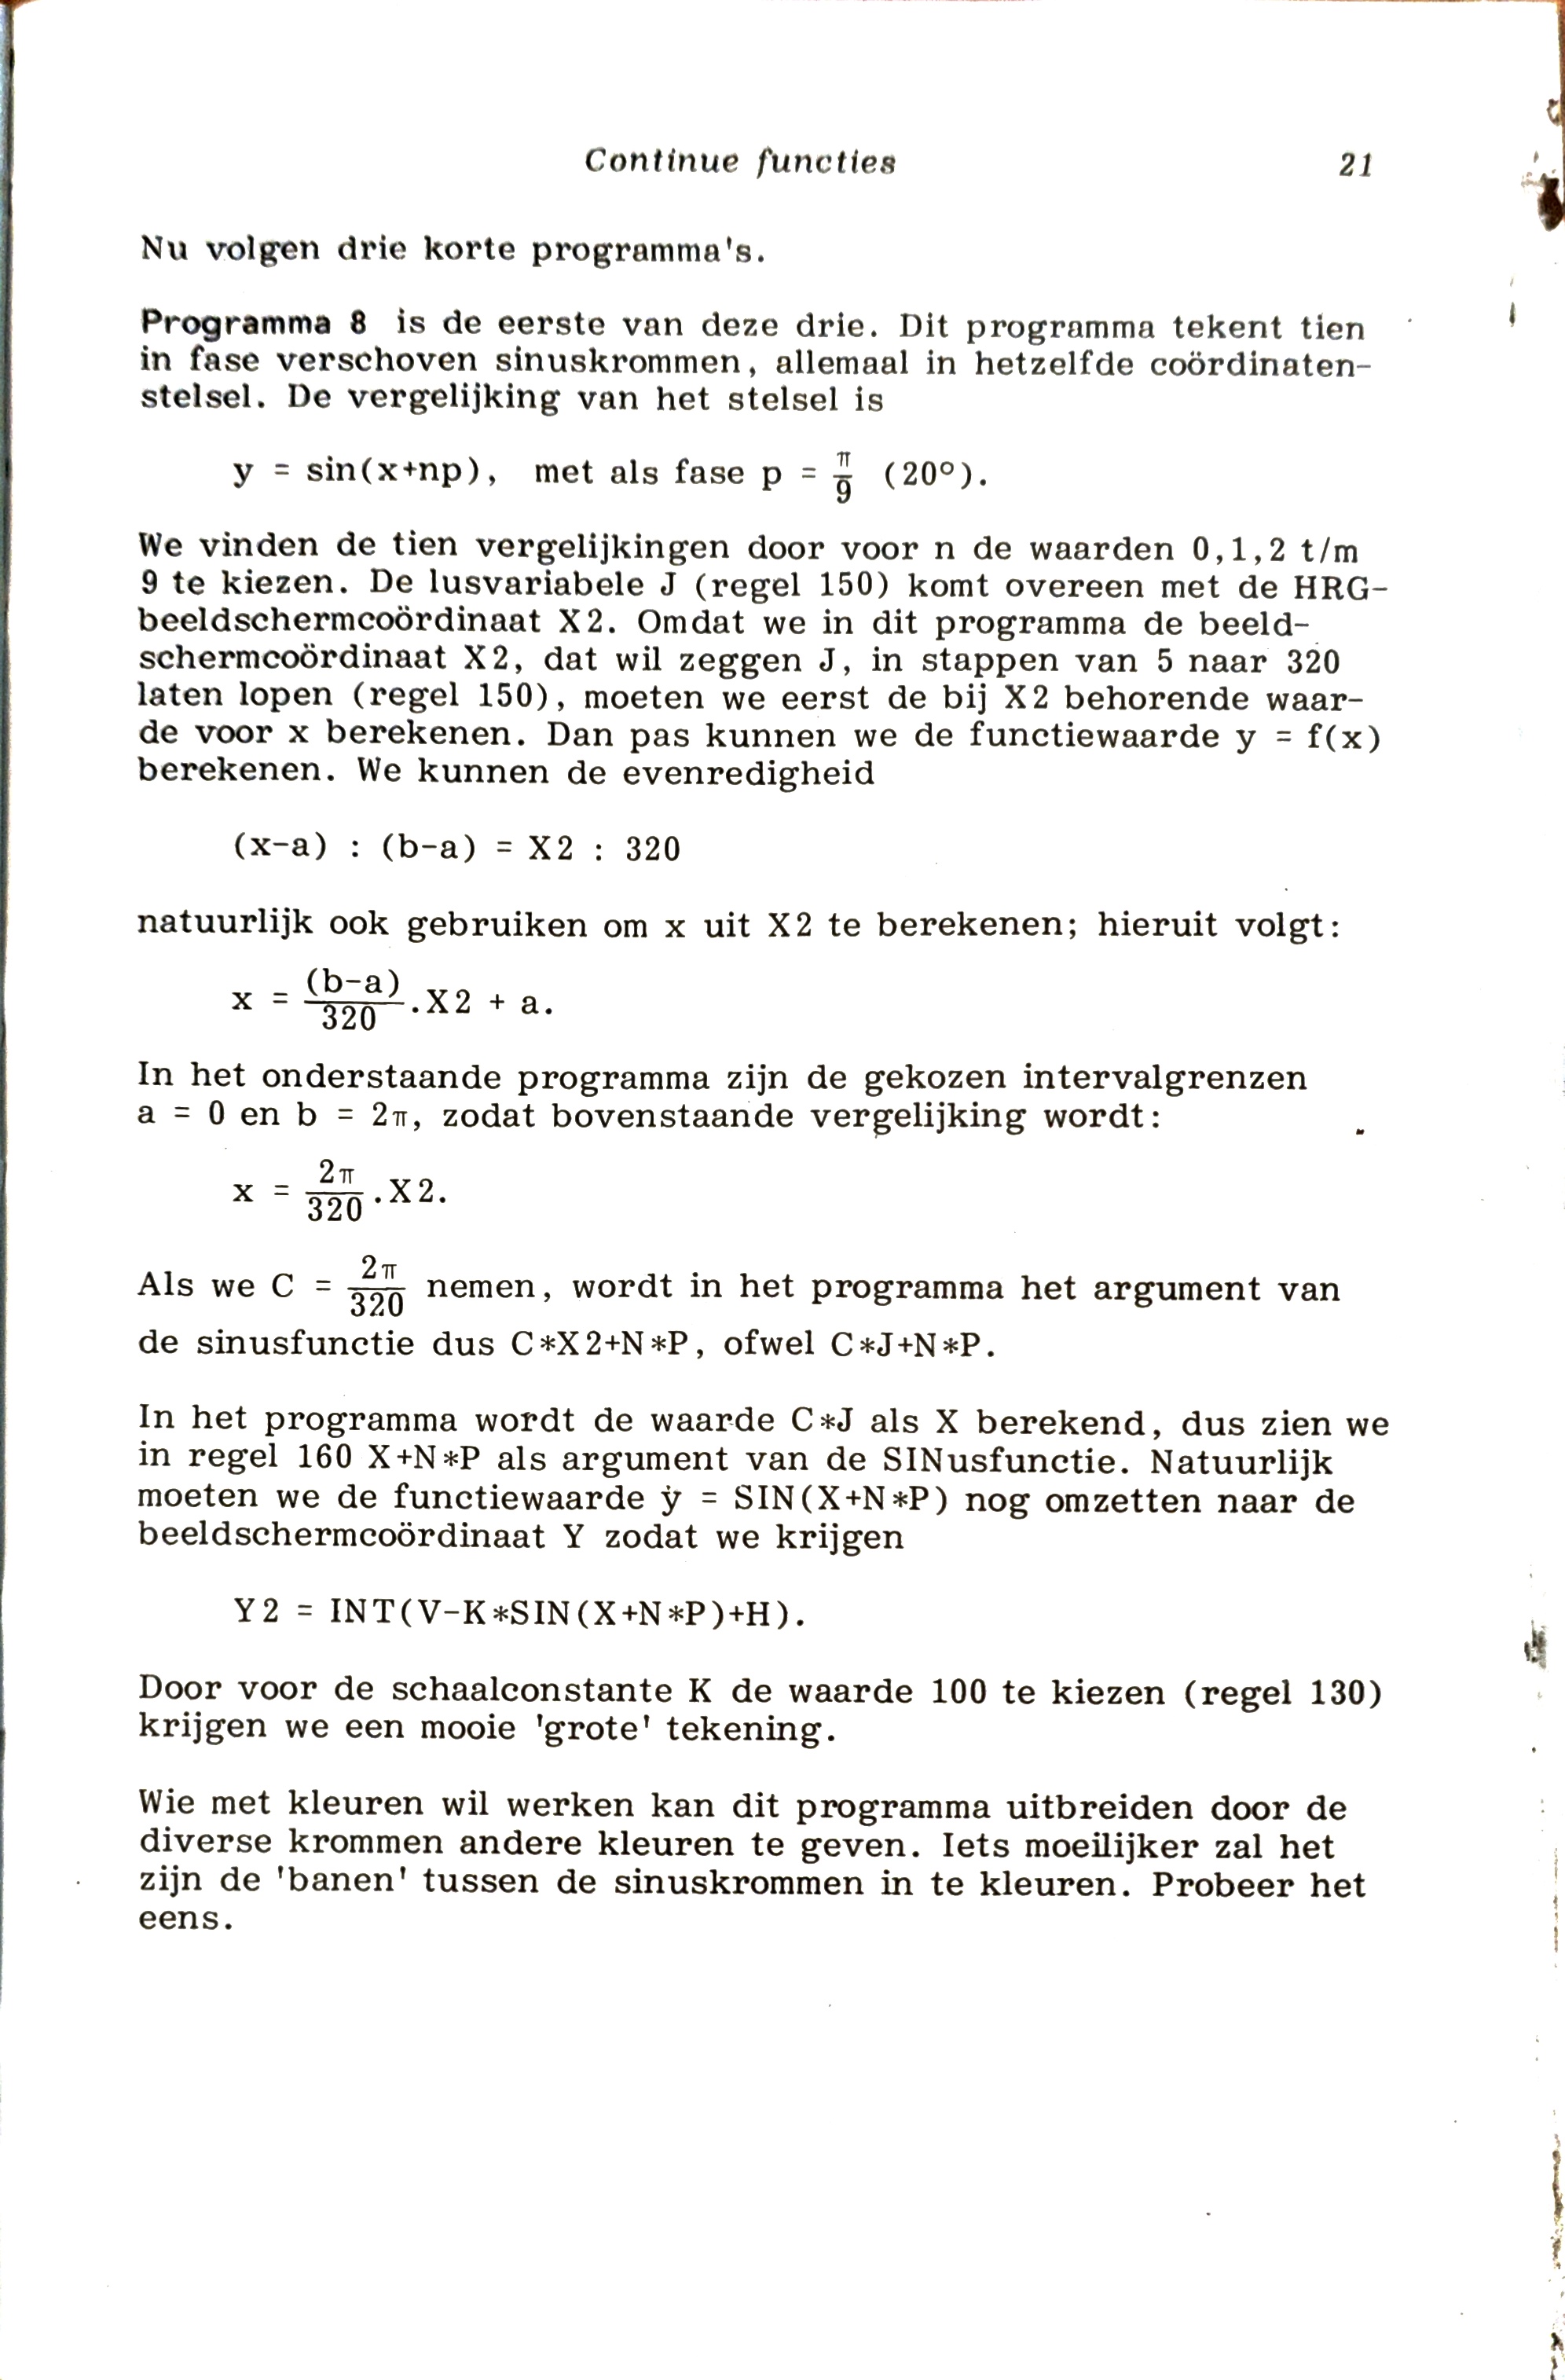 Continue functies 21
Nu volgen drie korte programma's.
Programma 8 is de eerste van deze drie. Dit programma tekent tien
in fase verschoven sinuskrommen, allemaal in hetzelfde coördinaten-
stelsel. De vergelijking van het stelsel is
y = sin(x+np), met als fase p = π/9 (20°).
We vinden de tien vergelijkingen door voor n de waarden 0,1,2 t/m
9 te kiezen. De lusvariabele J (regel 150) komt overeen met de HRG-
beeldschermcoördinaat X2. Omdat we in dit programma de beeld-
schermcoördinaat X2, dat wil zeggen J, in stappen van 5 naar 320
laten lopen (regel 150), moeten we eerst de bij X2 behorende waar-
de voor x berekenen. Dan pas kunnen we de functiewaarde y = f(x)
berekenen. We kunnen de evenredigheid
(x-a) : (b-a) = X2 : 320
natuurlijk ook gebruiken om x uit X2 te berekenen; hieruit volgt:
x = (b-a)/320 .X2 + a.
In het onderstaande programma zijn de gekozen intervalgrenzen
a = 0 en b = 2π, zodat bovenstaande vergelijking wordt:
x = 2π/320 .X2.
Als we C = 2π/320 nemen, wordt in het programma het argument van
de sinusfunctie dus C*X2+N*P, ofwel C*J+N*P.
In het programma wordt de waarde C*J als X berekend, dus zien we
in regel 160 X+N*P als argument van de SINusfunctie. Natuurlijk
moeten we de functiewaarde y = SIN(X+N*P) nog omzetten naar de
beeldschermcoördinaat Y zodat we krijgen
Y2 = INT(V-K*SIN(X+N*P)+H).
Door voor de schaalconstante K de waarde 100 te kiezen (regel 130)
krijgen we een mooie 'grote' tekening.
Wie met kleuren wil werken kan dit programma uitbreiden door de
diverse krommen andere kleuren te geven. Iets moeilijker zal het
zijn de 'banen' tussen de sinuskrommen in te kleuren. Probeer het
eens.